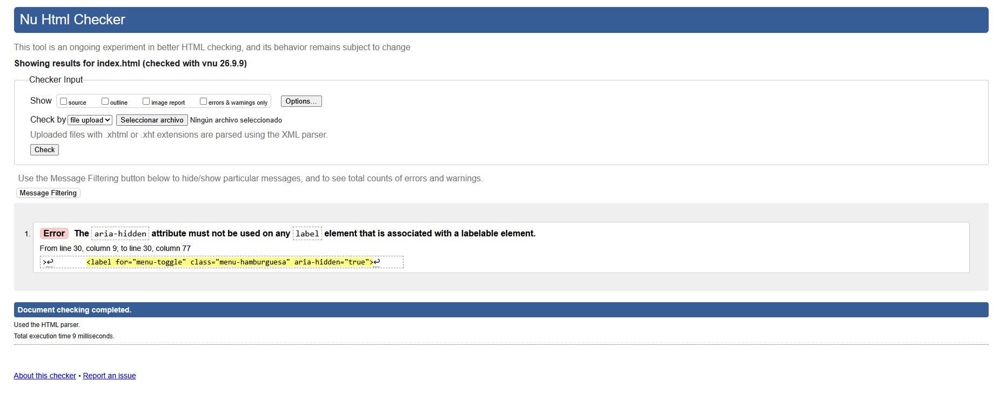 Nu Html Checker
This tool is an ongoing experiment in better HTML checking, and its behavior remains subject to change
Showing results for index.html (checked with vnu 26.9.9)
Checker Input
Show source outline image report errors & warnings only Options...
Check by file upload Seleccionar archivo Ningún archivo seleccionado
Uploaded files with .xhtml or .xht extensions are parsed using the XML parser.
Check
Use the Message Filtering button below to hide/show particular messages, and to see total counts of errors and warnings.
Message Filtering
1. Error The aria-hidden attribute must not be used on any label element that is associated with a labelable element.
From line 30, column 9; to line 30, column 77
>↩ <label for="menu-toggle" class="menu-hamburguesa" aria-hidden="true">↩
Document checking completed.
Used the HTML parser.
Total execution time 9 milliseconds.
About this checker • Report an issue